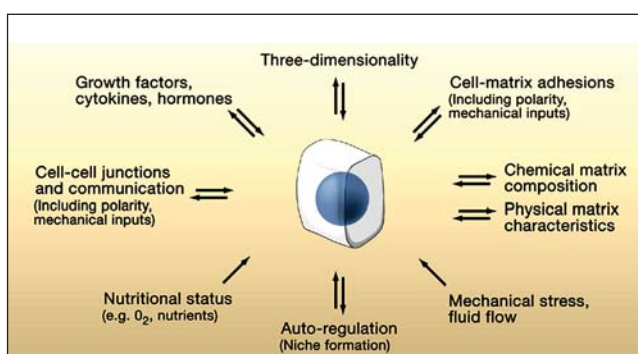 Three-dimensionality
Growth factors,
cytokines, hormones
Cell-matrix adhesions
(Including polarity,
mechanical inputs)
Cell-cell junctions
and communication
(Including polarity,
mechanical inputs)
Chemical matrix
composition
Physical matrix
characteristics
Nutritional status
(e.g. 0₂, nutrients)
Mechanical stress,
fluid flow
Auto-regulation
(Niche formation)